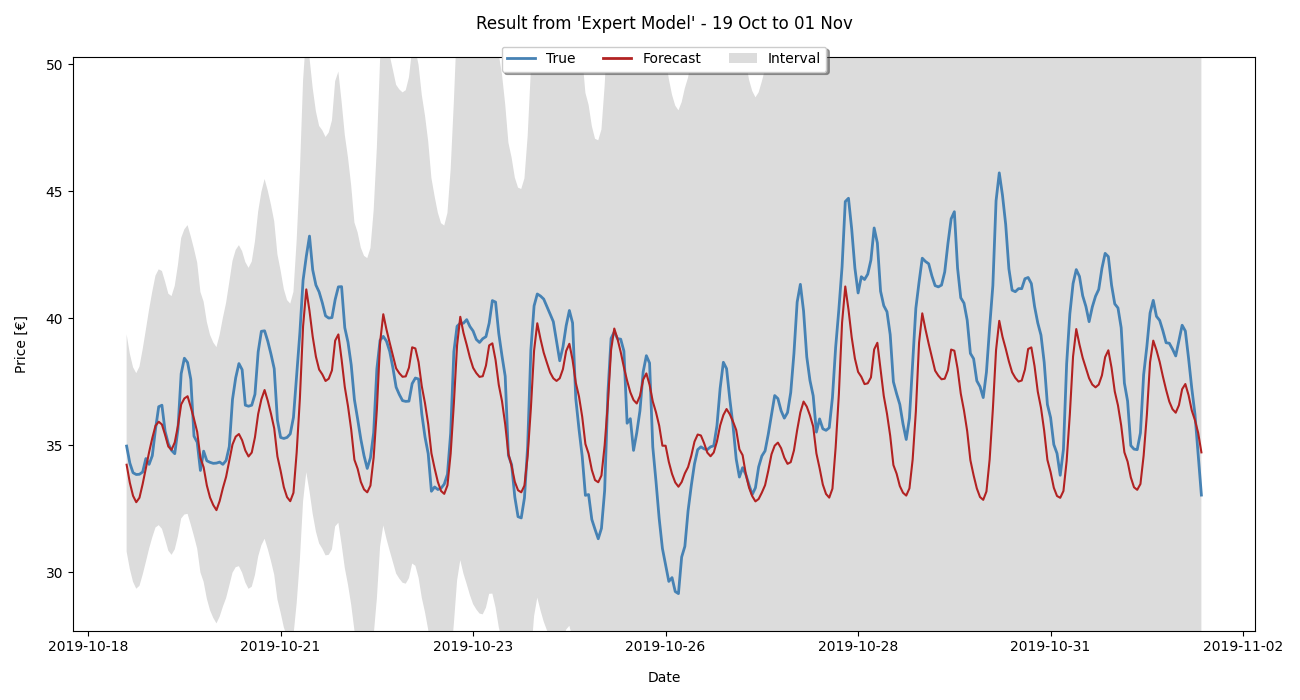 Result from 'Expert Model' - 19 Oct to 01 Nov
True Forecast Interval
50
45
40
35
30
Price [€]
2019-10-18 2019-10-21 2019-10-23 2019-10-26 2019-10-28 2019-10-31 2019-11-02
Date